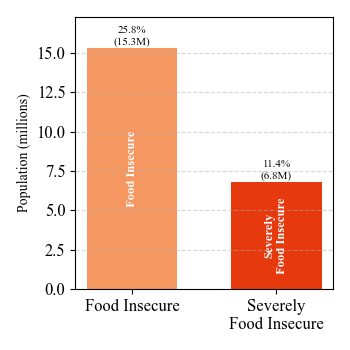 25.8%
(15.3M)
11.4%
(6.8M)
Population (millions)
15.0
12.5
10.0
7.5
5.0
2.5
0.0
Food Insecure
Severely
Food Insecure
Food Insecure
Severely
Food Insecure